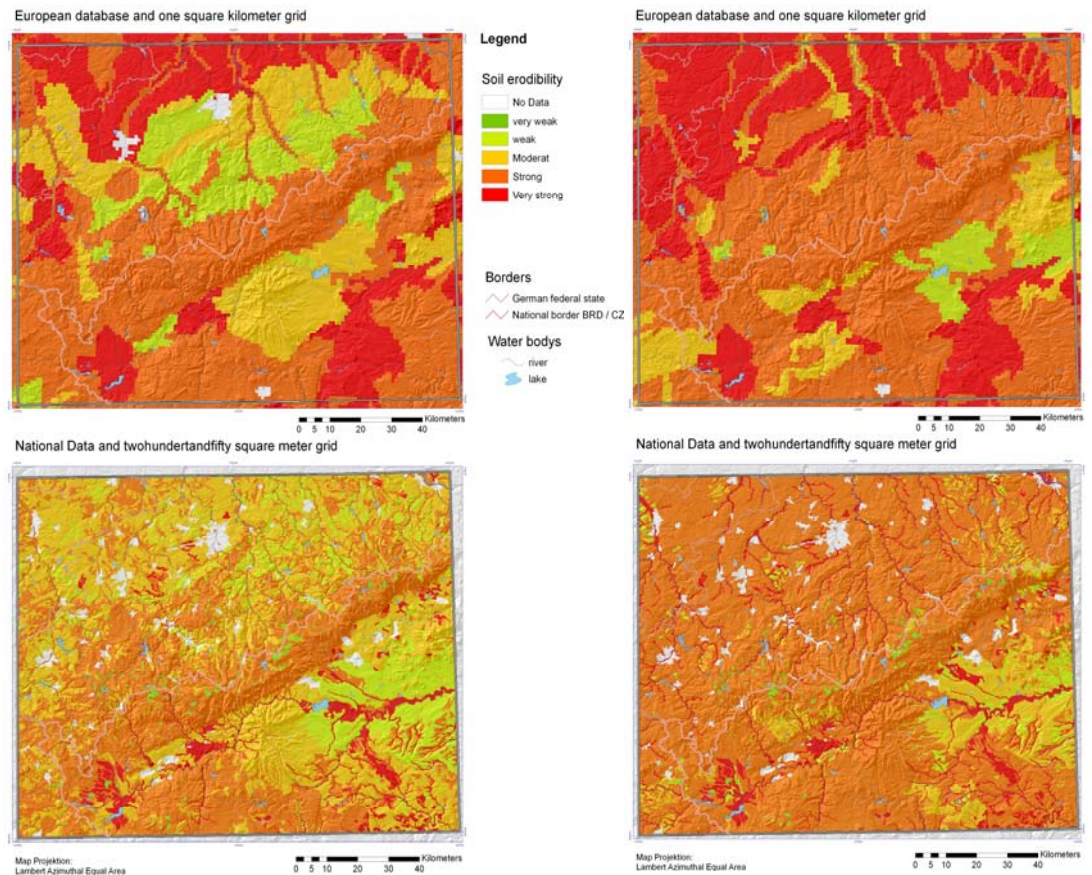 European database and one square kilometer grid
Legend
Soil erodibility
No Data
very weak
weak
Moderat
Strong
Very strong
Borders
German federal state
National border BRD / CZ
Water bodys
river
lake
Kilometers
0 5 10 20 30 40
European database and one square kilometer grid
Kilometers
0 5 10 20 30 40
National Data and twohundertandfifty square meter grid
Map Projektion:
Lambert Azimuthal Equal Area
Kilometers
0 5 10 20 30 40
National Data and twohundertandfifty square meter grid
Map Projektion:
Lambert Azimuthal Equal Area
Kilometers
0 5 10 20 30 40